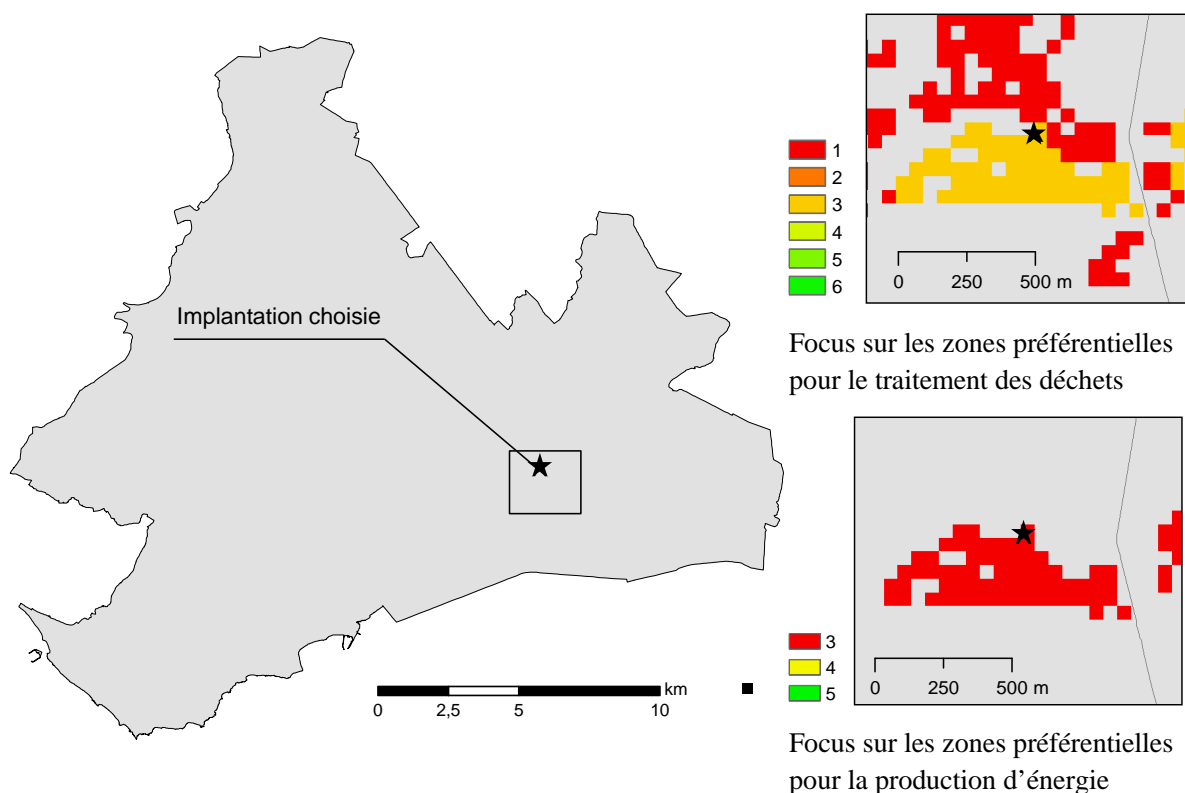 Implantation choisie
km
0 2,5 5 10
1
2
3
4
5
6
0 250 500 m
Focus sur les zones préférentielles
pour le traitement des déchets
3
4
5
0 250 500 m
Focus sur les zones préférentielles
pour la production d'énergie